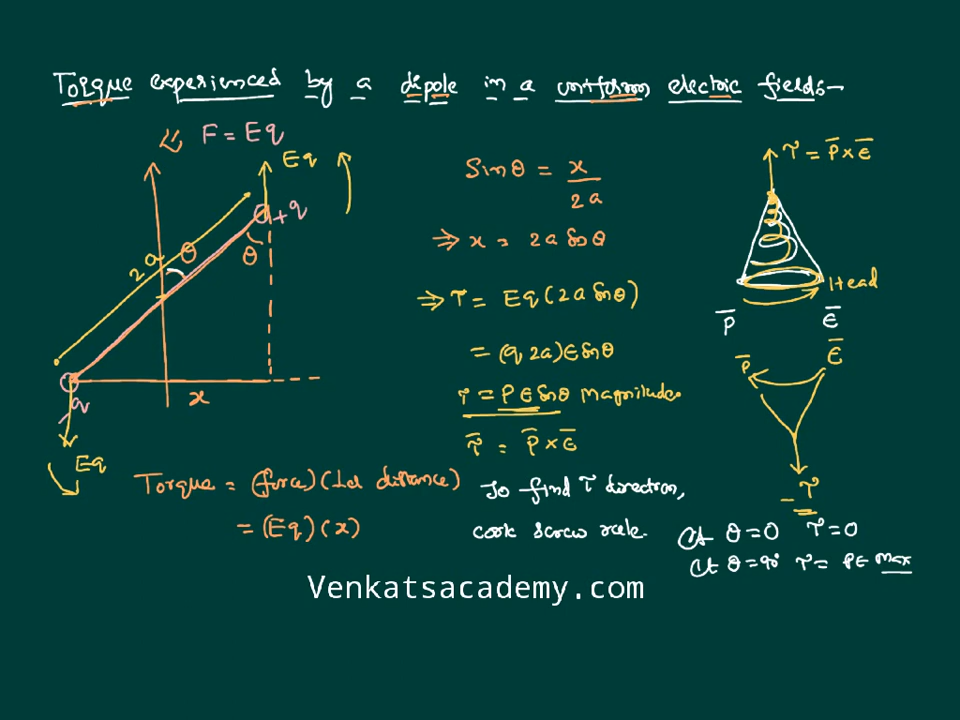 Torque experienced by a dipole in a uniform electric fields-
E F = Eq
Eq
+q
2a
θ
θ
x
-q
Eq
Torque = (force) (⊥d distance)
= (Eq) (x)
Sinθ = x/2a
⇒ x = 2a Sinθ
⇒ τ = Eq (2a Sinθ)
= (q 2a) E Sinθ
τ = PE Sinθ Magnitude.
τ̅ = P̅ × E̅
To find τ direction,
cork screw rule.
τ = P̅ × E̅
Head
P̅ E̅
P̅ E̅
- τ
At θ = 0 τ = 0
At θ = 90° τ = PE Max
Venkatsacademy.com